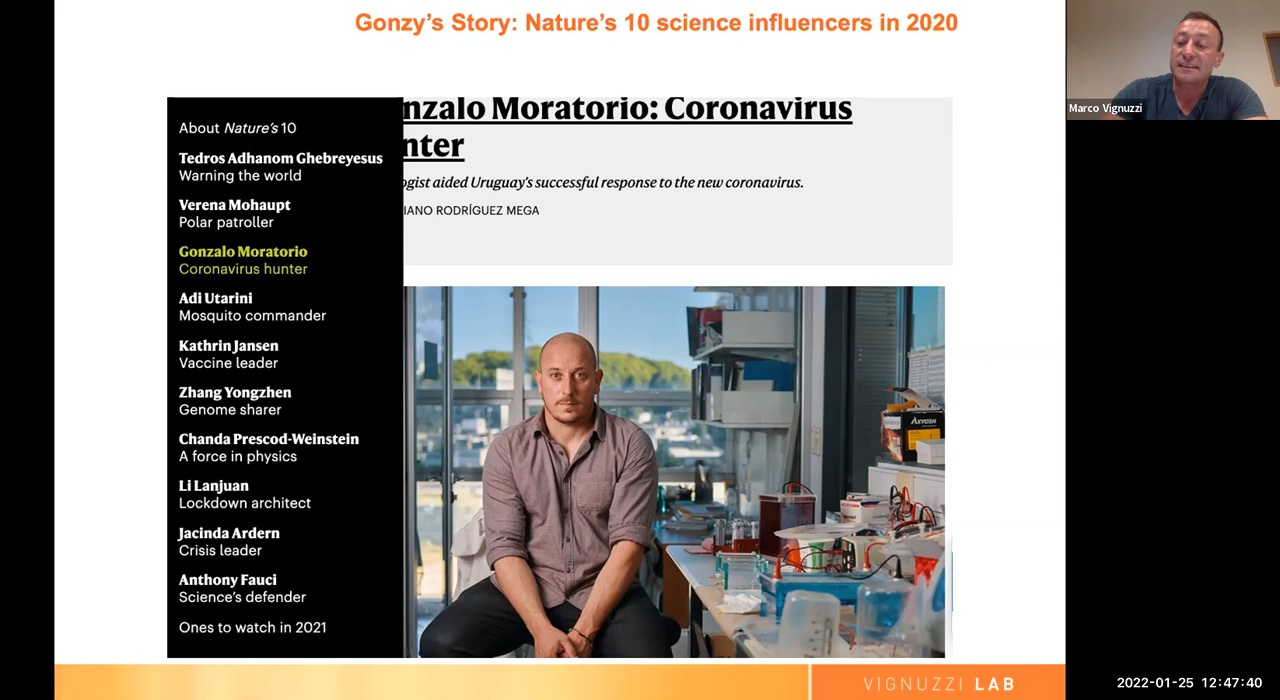 Gonzy’s Story: Nature’s 10 science influencers in 2020
Marco Vignuzzi
About Nature’s 10
Tedros Adhanom Ghebreyesus
Warning the world
Verena Mohaupt
Polar patroller
Gonzalo Moratorio
Coronavirus hunter
Adi Utarini
Mosquito commander
Kathrin Jansen
Vaccine leader
Zhang Yongzhen
Genome sharer
Chanda Prescod-Weinstein
A force in physics
Li Lanjuan
Lockdown architect
Jacinda Ardern
Crisis leader
Anthony Fauci
Science’s defender
Ones to watch in 2021
nzalo Moratorio: Coronavirus
nter
ogist aided Uruguay’s successful response to the new coronavirus.
IANO RODRÍGUEZ MEGA
AXYGEN
VIGNUZZI LAB
2022-01-25 12:47:40